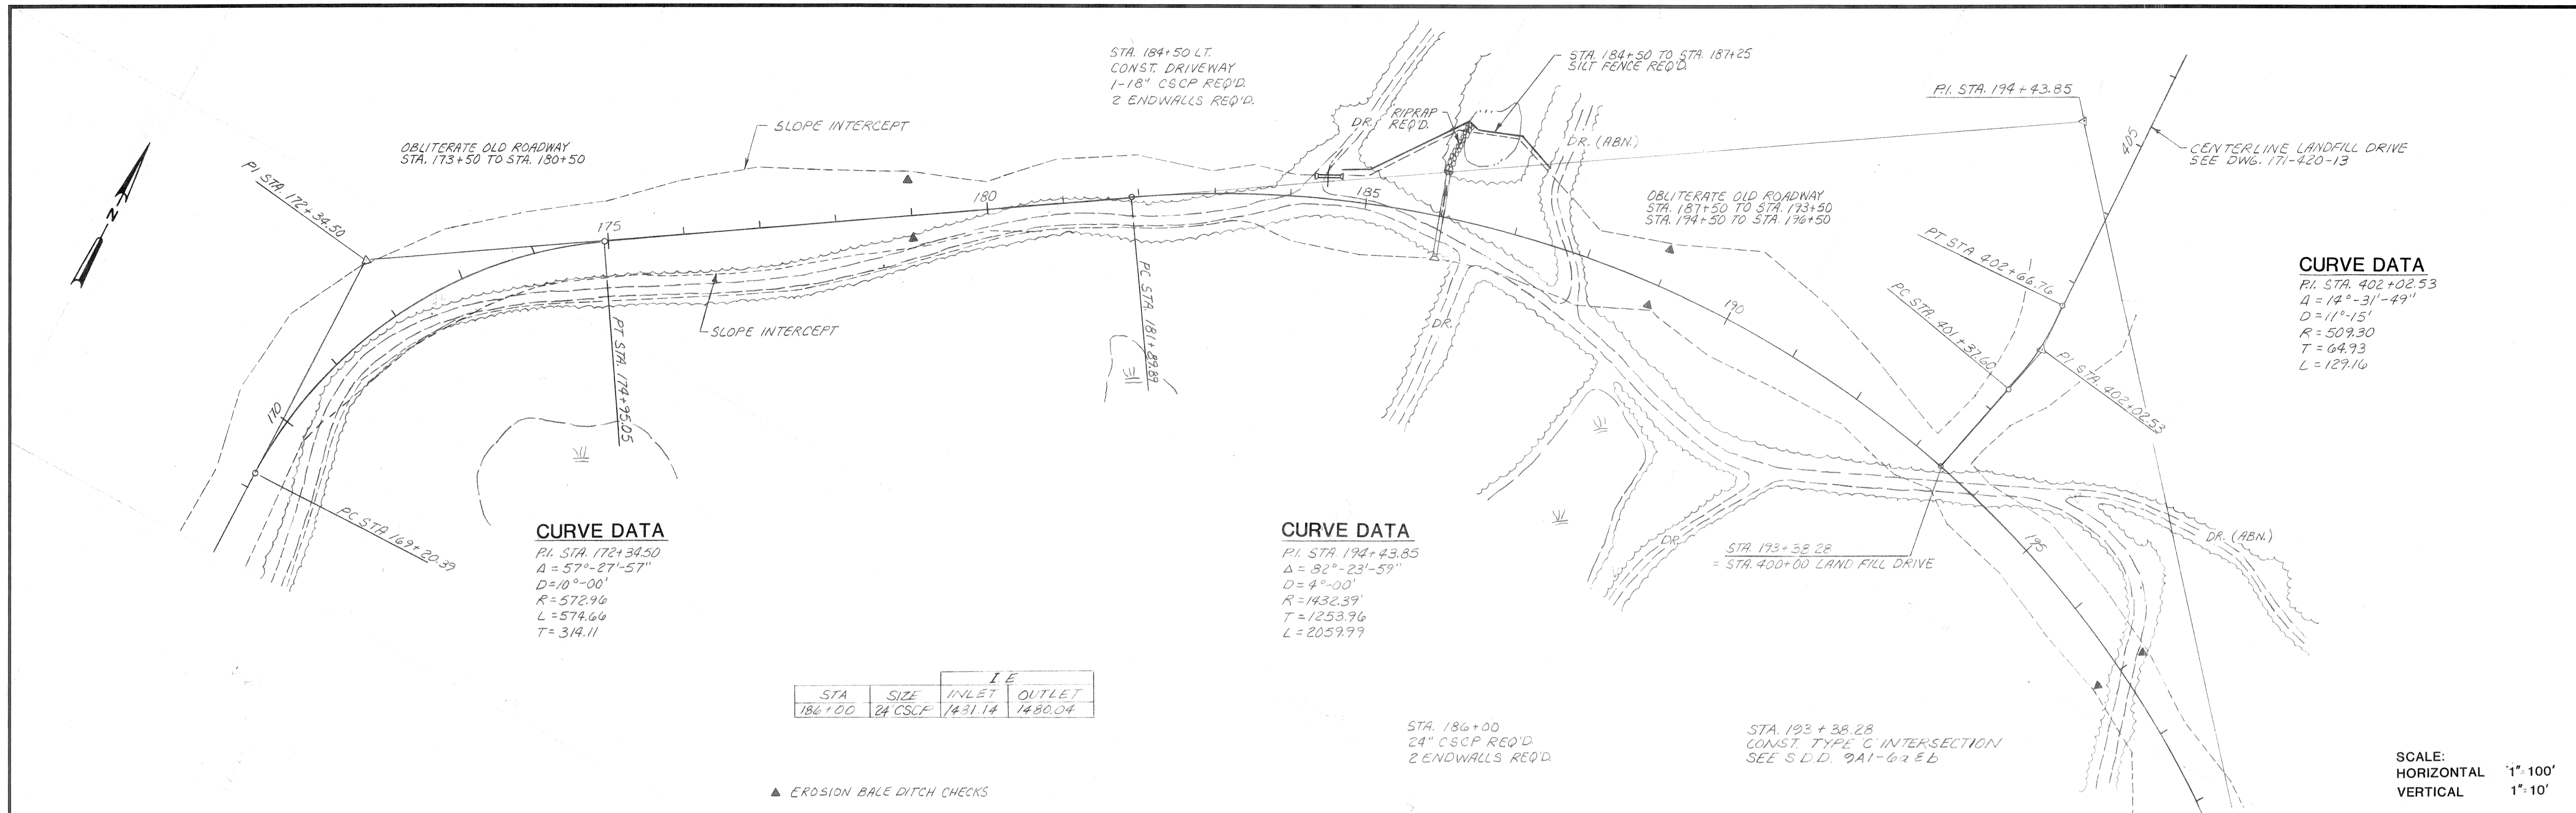 STA. 184+50 LT.
CONST. DRIVEWAY
1-18" CSCP REQ'D.
2 ENDWALLS REQ'D.
STA. 184+50 TO STA. 187+25
SILT FENCE REQ'D.
P.I. STA. 194+43.85
SLOPE INTERCEPT
DR.
RIPRAP
REQ'D.
DR. (ABN.)
405
CENTERLINE LANDFILL DRIVE
SEE DWG. 171-420-13
OBLITERATE OLD ROADWAY
STA. 173+50 TO STA. 180+50
N
PI STA. 172+34.50
175
180
185
OBLITERATE OLD ROADWAY
STA. 187+50 TO STA. 193+50
STA. 194+50 TO STA. 196+50
PT STA 402+66.76
PC STA. 401+37.60
PI STA 402+02.53
CURVE DATA
P.I. STA. 402+02.53
Δ = 14°-31'-49"
D = 11°-15'
R = 509.30
T = 64.93
L = 129.16
SLOPE INTERCEPT
PT STA. 174+95.05
PC STA. 181+89.89
190
DR.
170
PC STA 169+20.39
CURVE DATA
P.I. STA. 172+34.50
Δ = 57°-27'-57"
D=10°-00'
R=572.96
L=574.66
T=314.11
CURVE DATA
P.I. STA. 194+43.85
Δ = 82°-23'-59"
D = 4°-00'
R=1432.39'
T=1253.96
L=2059.99
DR.
STA. 193+38.28
= STA. 400+00 LAND FILL DRIVE
195
DR. (ABN.)
I.E
STA SIZE INLET OUTLET
186+00 24" CSCP 1481.14 1480.04
STA. 186+00
24" CSCP REQ'D.
2 ENDWALLS REQ'D.
STA. 193+38.28
CONST. TYPE 'C' INTERSECTION
SEE S.D.D. 9A1-6a & b
▲ EROSION BALE DITCH CHECKS
SCALE:
HORIZONTAL 1"=100'
VERTICAL 1"=10'